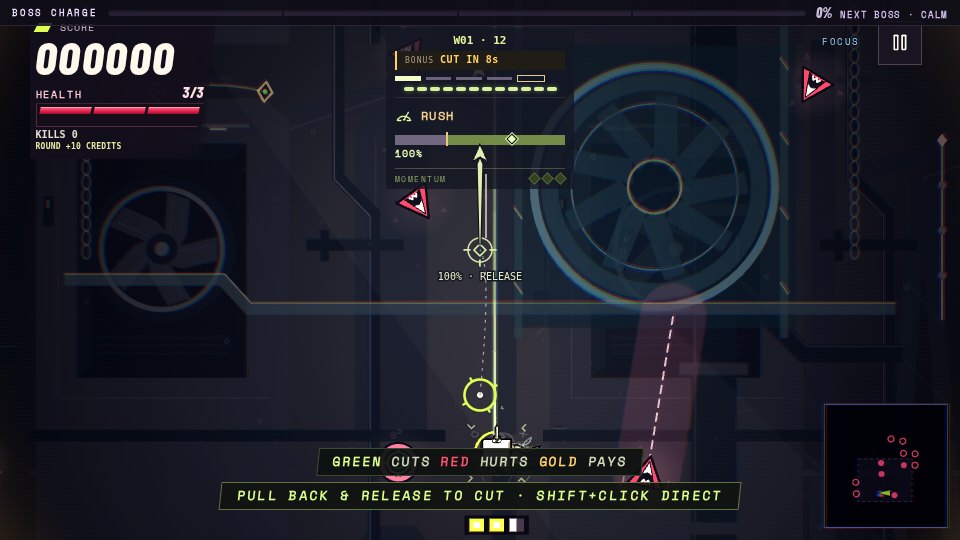 BOSS CHARGE
0% NEXT BOSS · CALM
SCORE
000000
HEALTH 3/3
KILLS 0
ROUND +10 CREDITS
W01 · 12
BONUS CUT IN 8s
RUSH
100%
MOMENTUM
FOCUS
100% · RELEASE
GREEN CUTS RED HURTS GOLD PAYS
PULL BACK & RELEASE TO CUT · SHIFT+CLICK DIRECT